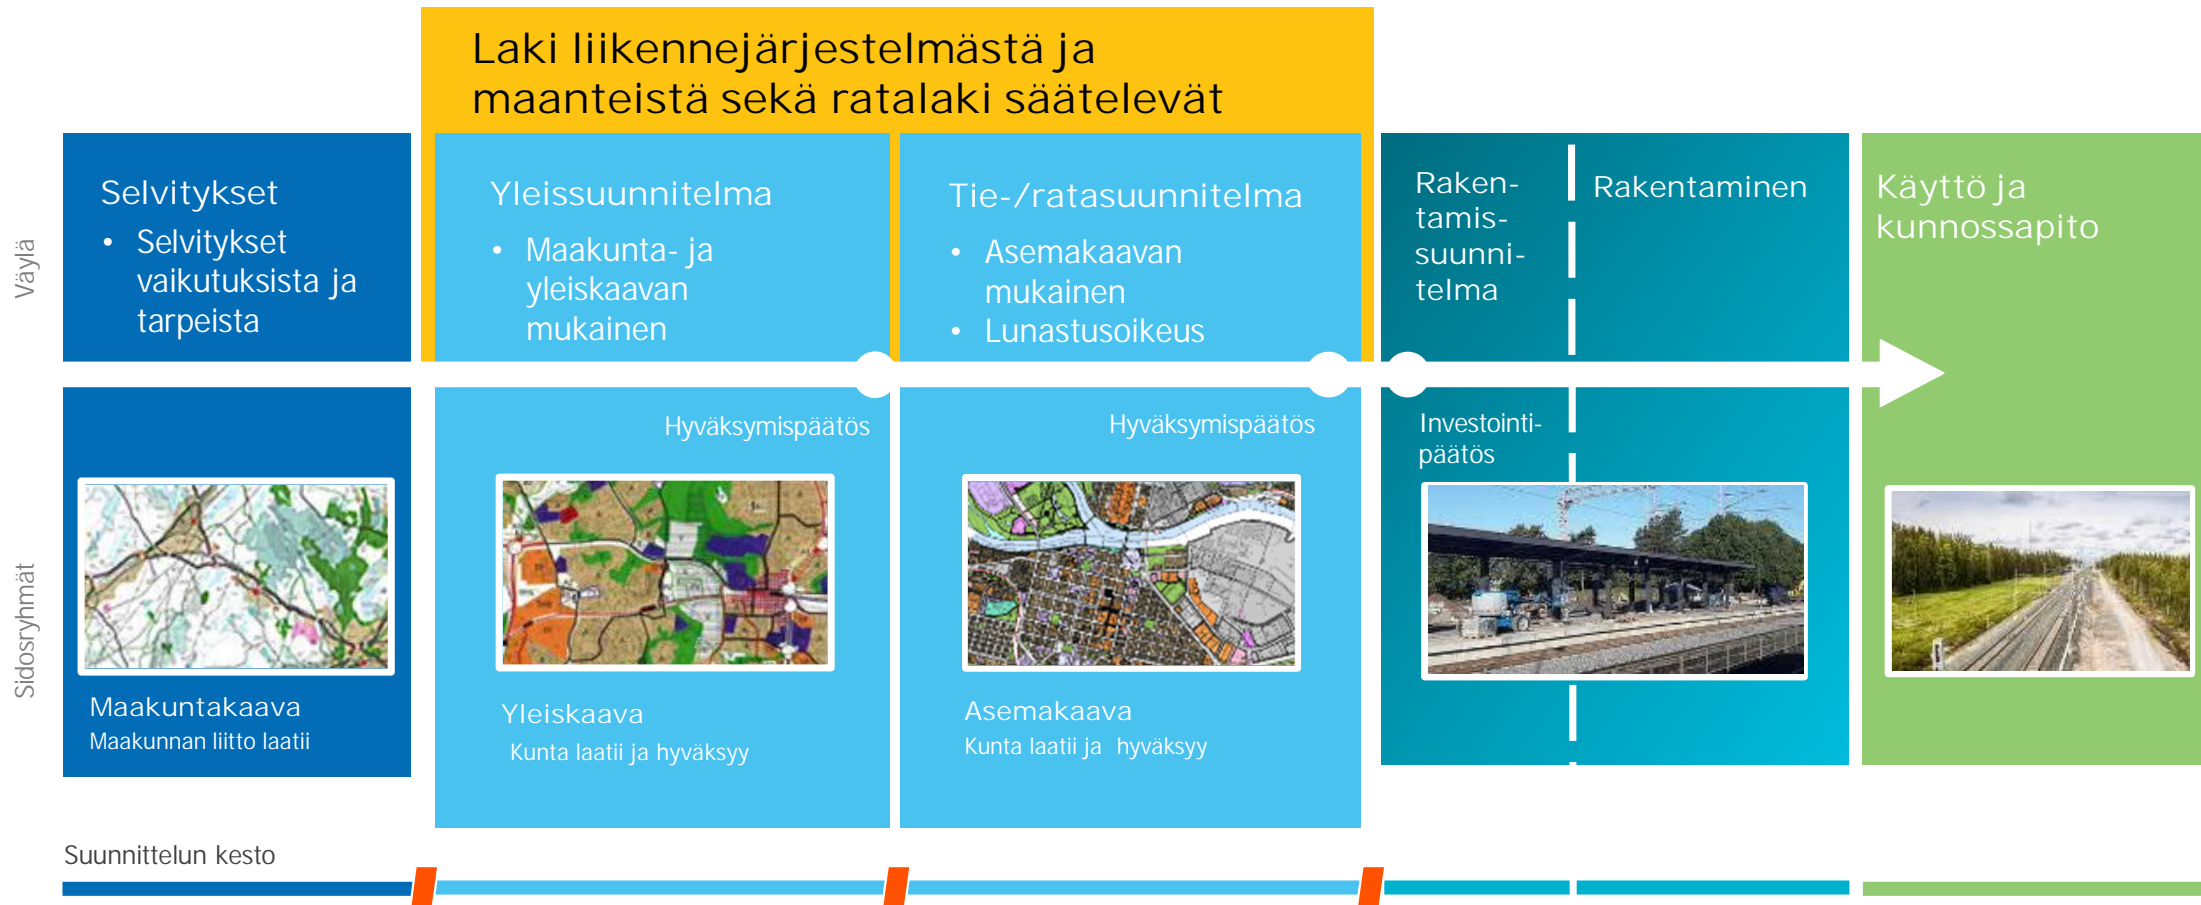 Laki liikennejärjestelmästä ja
maanteistä sekä ratalaki säätelevät
Väylä
Selvitykset
• Selvitykset
vaikutuksista ja
tarpeista
Yleissuunnitelma
• Maakunta- ja
yleiskaavan
mukainen
Tie-/ratasuunnitelma
• Asemakaavan
mukainen
• Lunastusoikeus
Raken-
tamis-
suunni-
telma
Rakentaminen
Käyttö ja
kunnossapito
Sidosryhmät
Hyväksymispäätös
Hyväksymispäätös
Investointi-
päätös
Maakuntakaava
Maakunnan liitto laatii
Yleiskaava
Kunta laatii ja hyväksyy
Asemakaava
Kunta laatii ja hyväksyy
Suunnittelun kesto